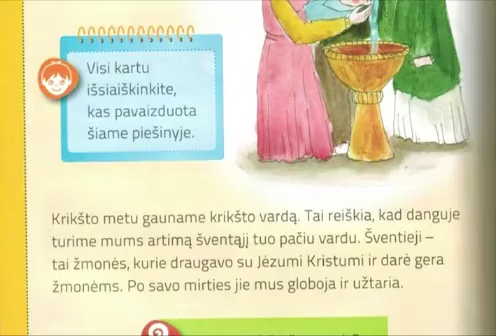 Visi kartu
išsiaiškinkite,
kas pavaizduota
šiame piešinyje.
Krikšto metu gauname krikšto vardą. Tai reiškia, kad danguje
turime mums artimą šventąjį tuo pačiu vardu. Šventieji –
tai žmonės, kurie draugavo su Jėzumi Kristumi ir darė gera
žmonėms. Po savo mirties jie mus globoja ir užtaria.